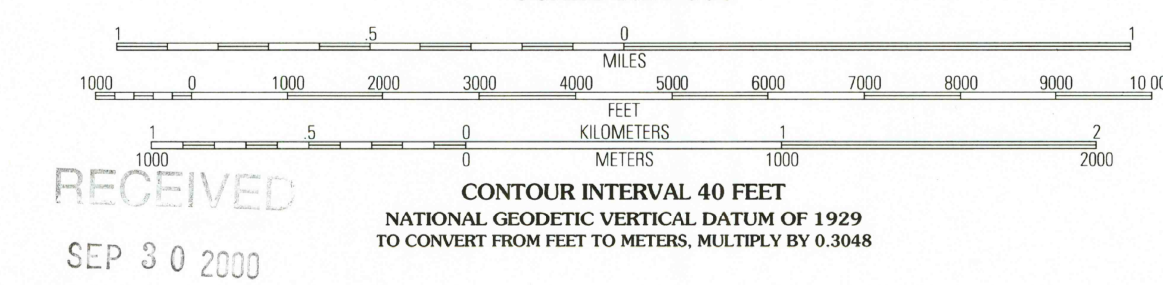 1 .5 0 1
MILES
1000 0 1000 2000 3000 4000 5000 6000 7000 8000 9000 10 00
FEET
1 .5 0 KILOMETERS 1 2
1000 0 METERS 1000 2000
CONTOUR INTERVAL 40 FEET
NATIONAL GEODETIC VERTICAL DATUM OF 1929
TO CONVERT FROM FEET TO METERS, MULTIPLY BY 0.3048
RECEIVED
SEP 30 2000